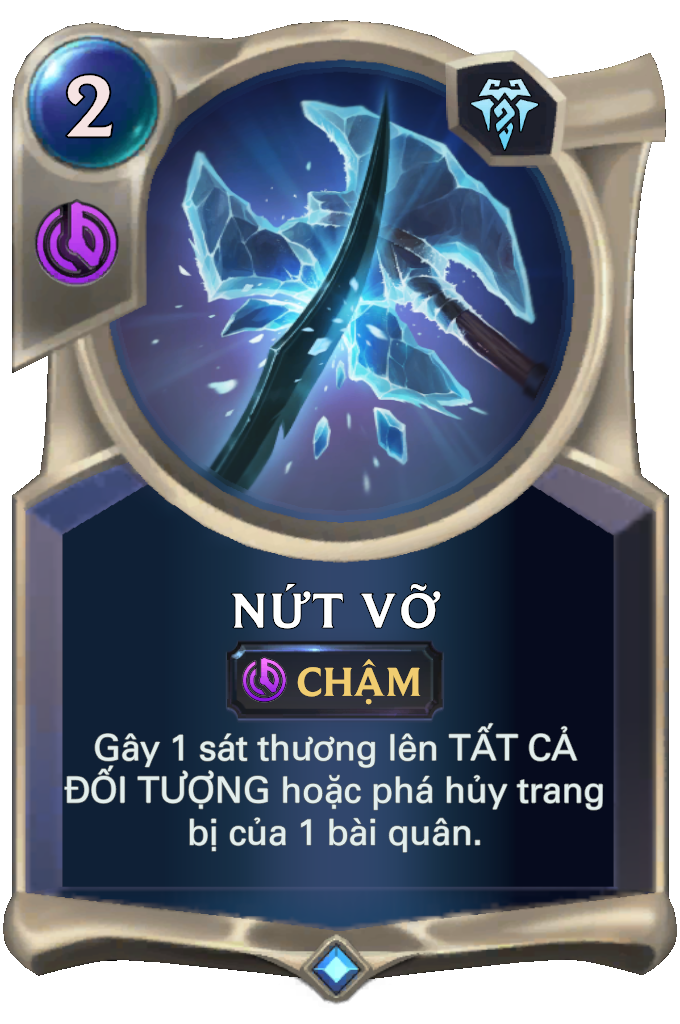 2
NỨT VỠ
CHẬM
Gây 1 sát thương lên TẤT CẢ
ĐỐI TƯỢNG hoặc phá hủy trang
bị của 1 bài quân.